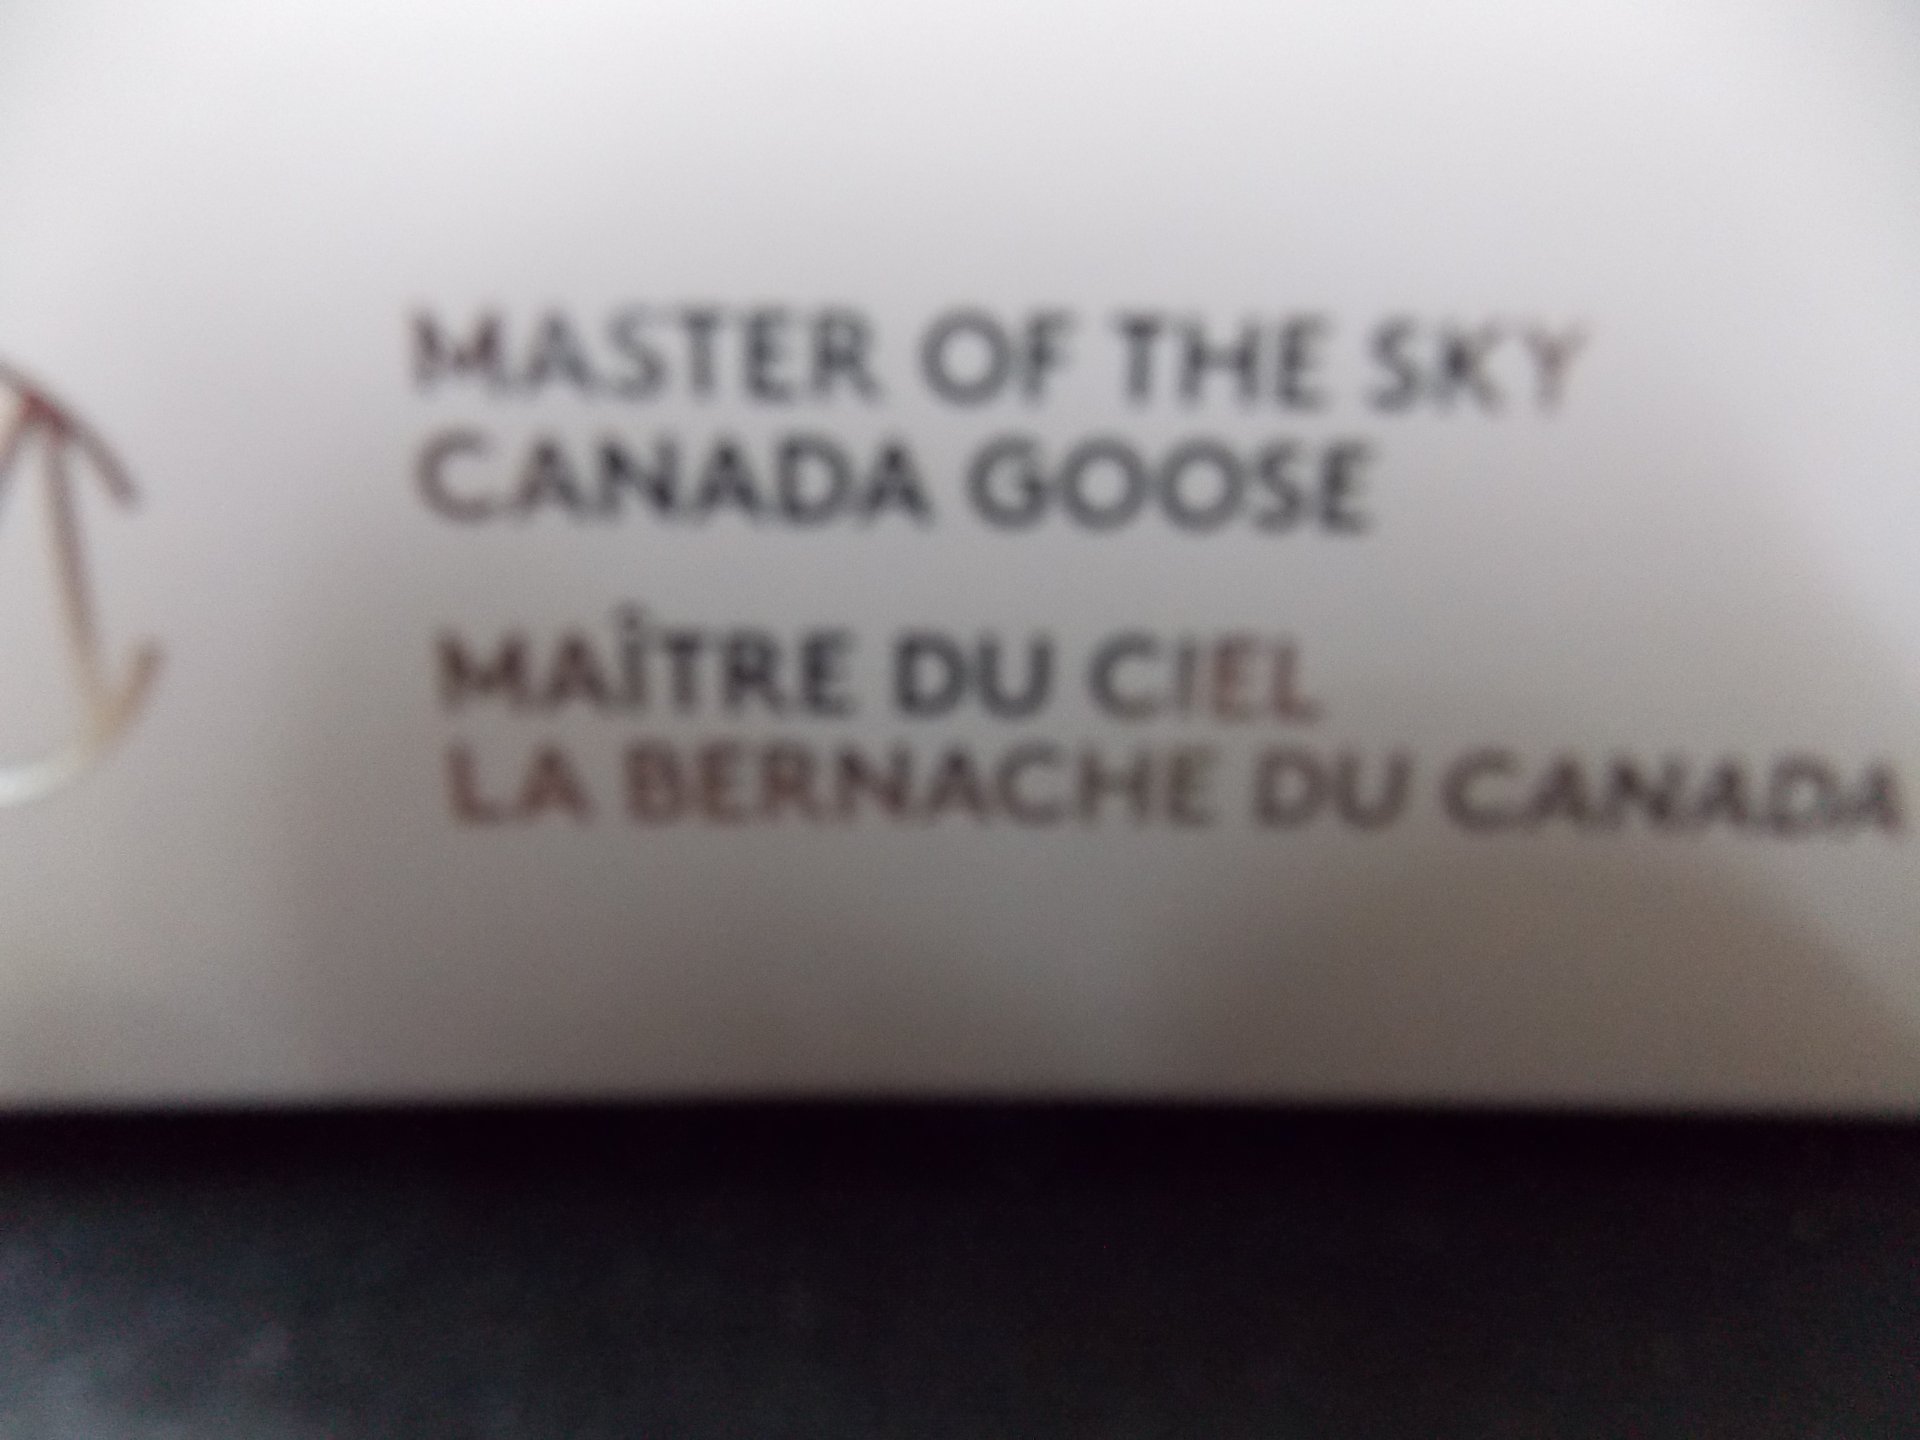 MASTER OF THE SKY
CANADA GOOSE
MAÎTRE DU CIEL
LA BERNACHE DU CANADA